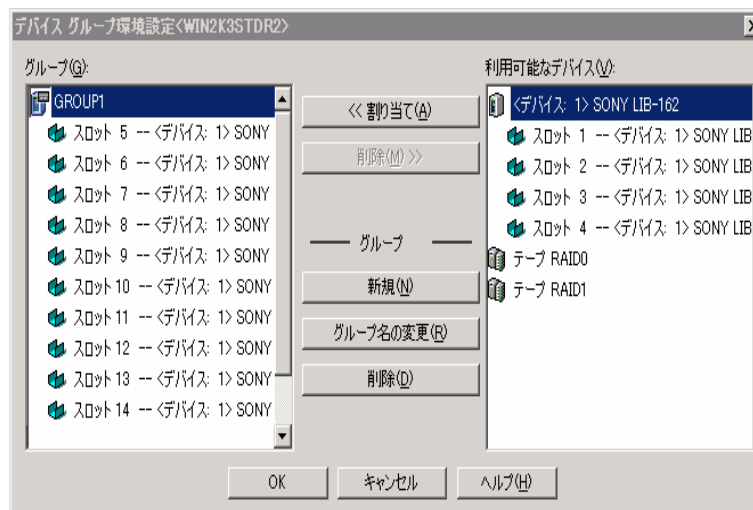 デバイス グループ環境設定<WIN2K3STDR2>
グループ(G):
GROUP1
スロット 5 -- <デバイス: 1> SONY
スロット 6 -- <デバイス: 1> SONY
スロット 7 -- <デバイス: 1> SONY
スロット 8 -- <デバイス: 1> SONY
スロット 9 -- <デバイス: 1> SONY
スロット 10 -- <デバイス: 1> SONY
スロット 11 -- <デバイス: 1> SONY
スロット 12 -- <デバイス: 1> SONY
スロット 13 -- <デバイス: 1> SONY
スロット 14 -- <デバイス: 1> SONY
<< 割り当て(A)
削除(M) >>
グループ
新規(N)
グループ名の変更(R)
削除(D)
利用可能なデバイス(V):
<デバイス: 1> SONY LIB-162
スロット 1 -- <デバイス: 1> SONY LIB
スロット 2 -- <デバイス: 1> SONY LIB
スロット 3 -- <デバイス: 1> SONY LIB
スロット 4 -- <デバイス: 1> SONY LIB
テープ RAID0
テープ RAID1
OK
キャンセル
ヘルプ(H)